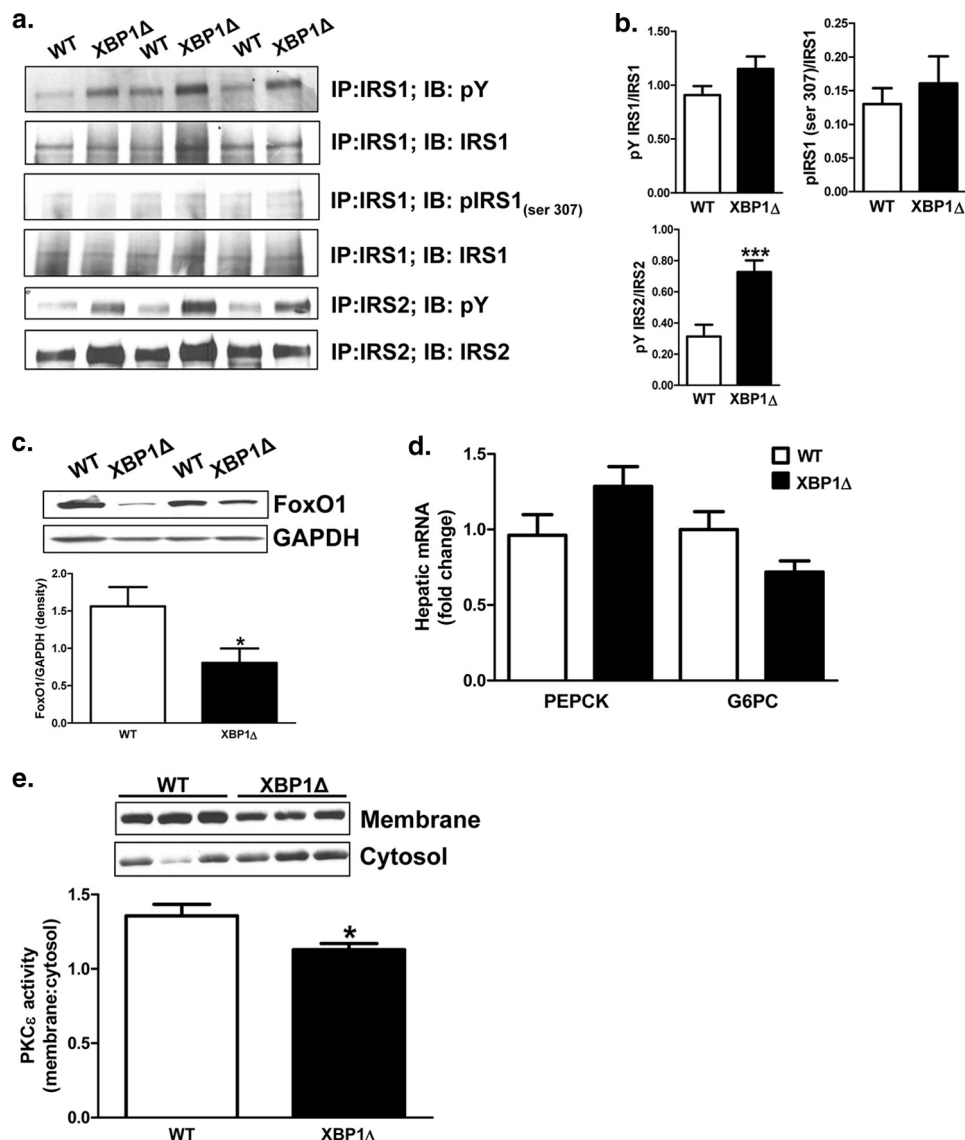 a.
WT XBP1Δ WT XBP1Δ WT XBP1Δ
IP:IRS1; IB: pY
IP:IRS1; IB: IRS1
IP:IRS1; IB: pIRS1(ser 307)
IP:IRS1; IB: IRS1
IP:IRS2; IB: pY
IP:IRS2; IB: IRS2
b.
pY IRS1/IRS1
1.50
1.00
0.50
0.00
WT XBP1Δ
pIRS1 (ser 307)/IRS1
0.25
0.20
0.15
0.10
0.05
0.00
WT XBP1Δ
pY IRS2/IRS2
1.00
0.80
0.60
0.40
0.20
0.00
***
WT XBP1Δ
c.
WT XBP1Δ WT XBP1Δ
FoxO1
GAPDH
FoxO1/GAPDH (density)
2.0
1.5
1.0
0.5
0.0
*
WT XBP1Δ
d.
Hepatic mRNA
(fold change)
1.5
1.0
0.5
0.0
WT
XBP1Δ
PEPCK G6PC
e.
WT XBP1Δ
Membrane
Cytosol
PKCε activity
(membrane:cytosol)
1.5
1.0
0.5
0.0
*
WT XBP1Δ